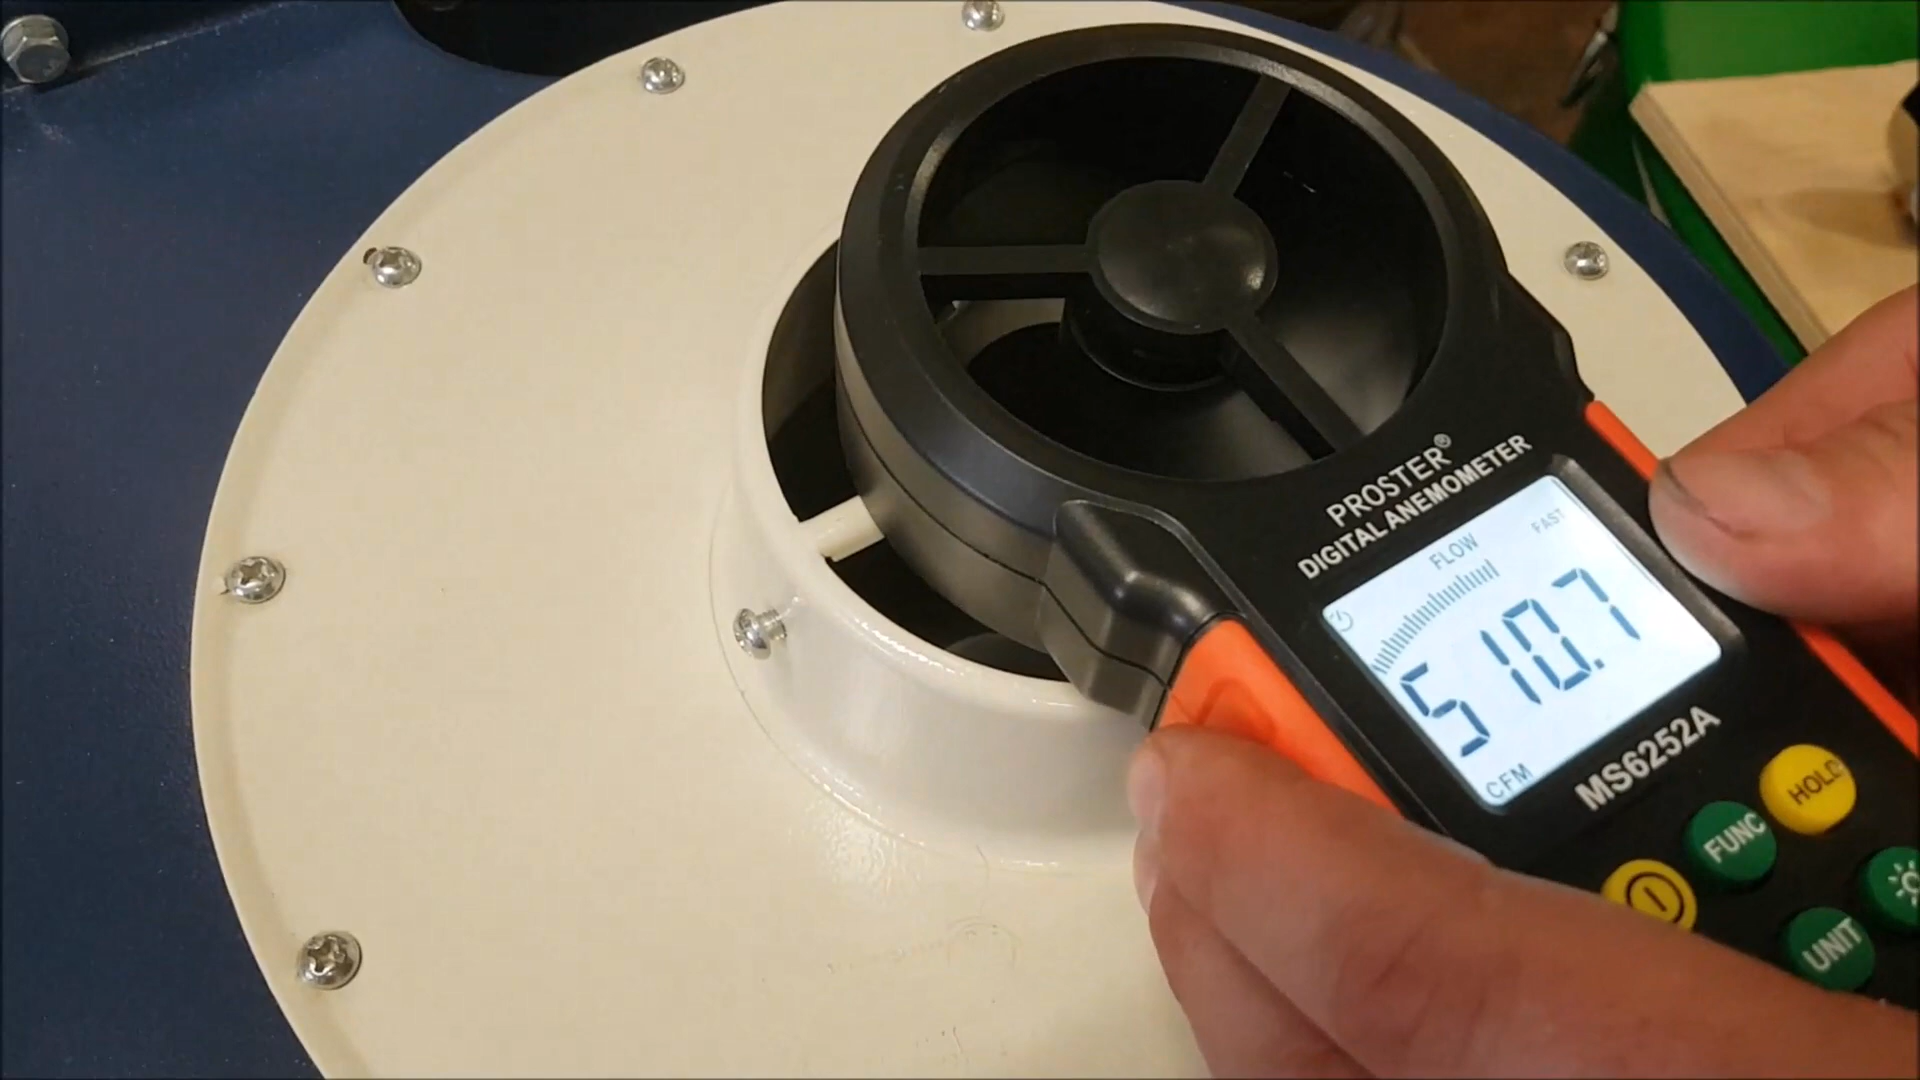 PROSTER®
DIGITAL ANEMOMETER
FLOW
FAST
510.7
CFM
MS6252A
HOLD
FUNC
UNIT